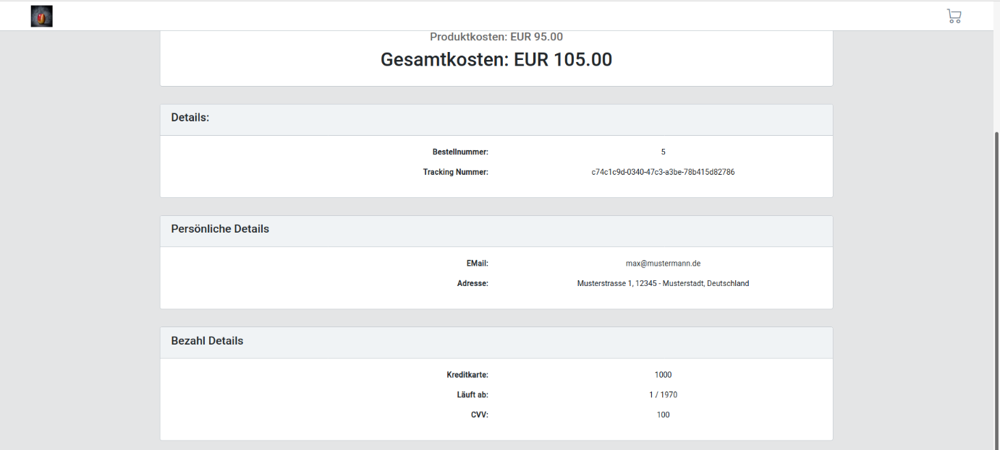 Produktkosten: EUR 95.00
Gesamtkosten: EUR 105.00
Details:
Bestellnummer: 5
Tracking Nummer: c74c1c9d-0340-47c3-a3be-78b415d82786
Persönliche Details
EMail: max@mustermann.de
Adresse: Musterstrasse 1, 12345 - Musterstadt, Deutschland
Bezahl Details
Kreditkarte: 1000
Läuft ab: 1 / 1970
CVV: 100